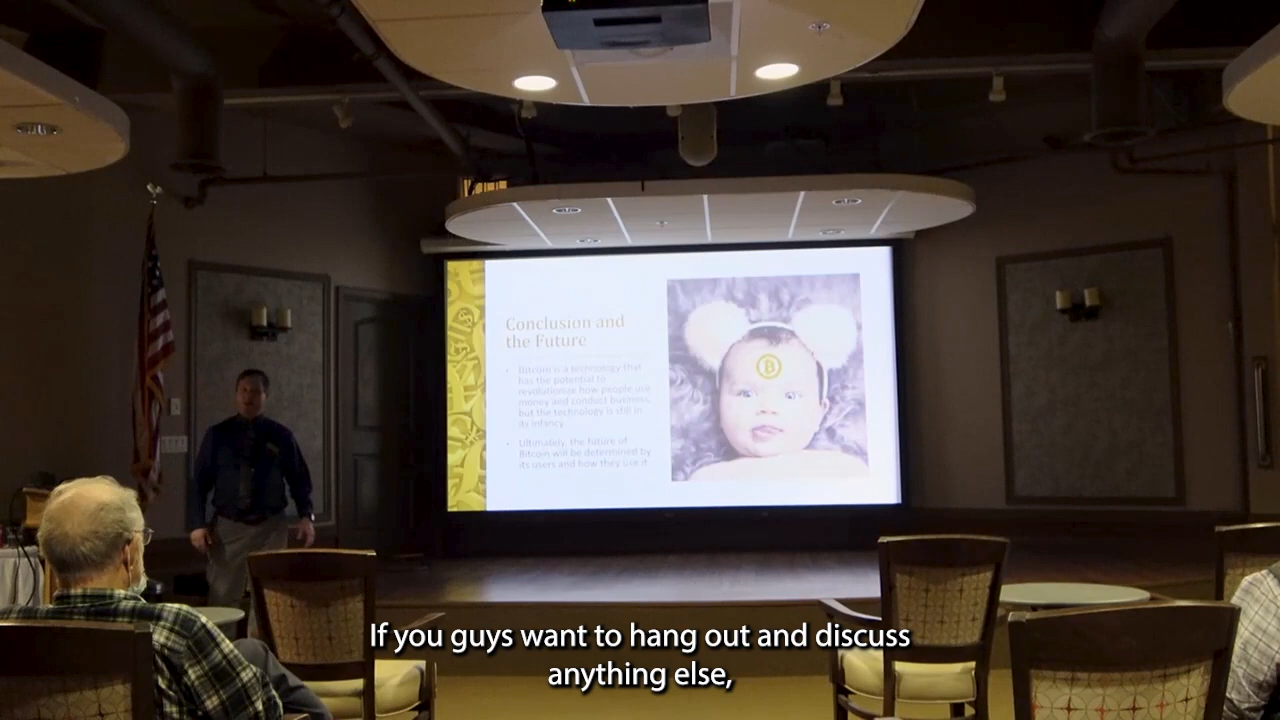 Conclusion and
the Future
Bitcoin is a technology that
has the potential to
revolutionize how people use
money and conduct business,
but the technology is still in
its infancy
Ultimately, the future of
Bitcoin will be determined by
its users and how they use it
If you guys want to hang out and discuss
anything else,